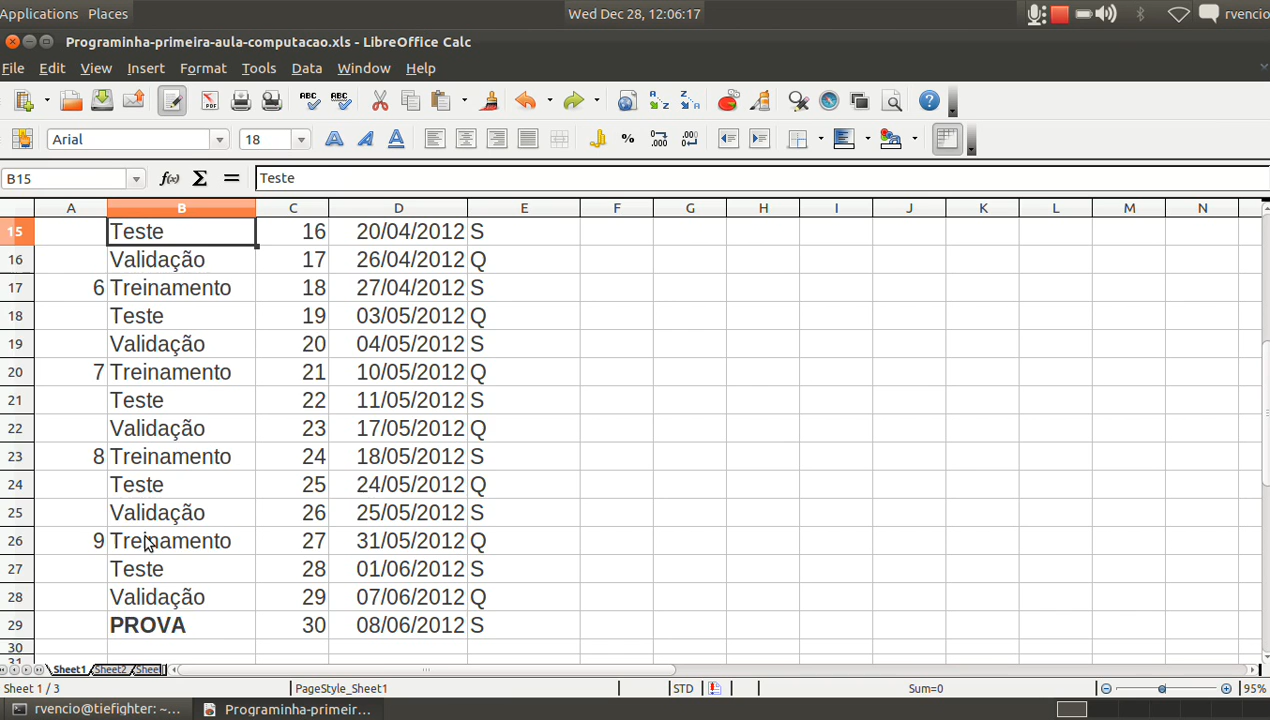 Applications Places Wed Dec 28, 12:06:17 rvencio
Programinha-primeira-aula-computacao.xls - LibreOffice Calc
File Edit View Insert Format Tools Data Window Help
PDF ABC ABC A Z Z A
Arial 18 A A A % .000 .00
B15 f(x) Σ = Teste
A B C D E F G H I J K L M N
15 Teste 16 20/04/2012 S
16 Validação 17 26/04/2012 Q
17 6 Treinamento 18 27/04/2012 S
18 Teste 19 03/05/2012 Q
19 Validação 20 04/05/2012 S
20 7 Treinamento 21 10/05/2012 Q
21 Teste 22 11/05/2012 S
22 Validação 23 17/05/2012 Q
23 8 Treinamento 24 18/05/2012 S
24 Teste 25 24/05/2012 Q
25 Validação 26 25/05/2012 S
26 9 Treinamento 27 31/05/2012 Q
27 Teste 28 01/06/2012 S
28 Validação 29 07/06/2012 Q
29 PROVA 30 08/06/2012 S
30
31
Sheet1 Sheet2 Sheet
Sheet 1 / 3 PageStyle_Sheet1 STD Sum=0 95%
rvencio@tiefighter: ~... Programinha-primeir...